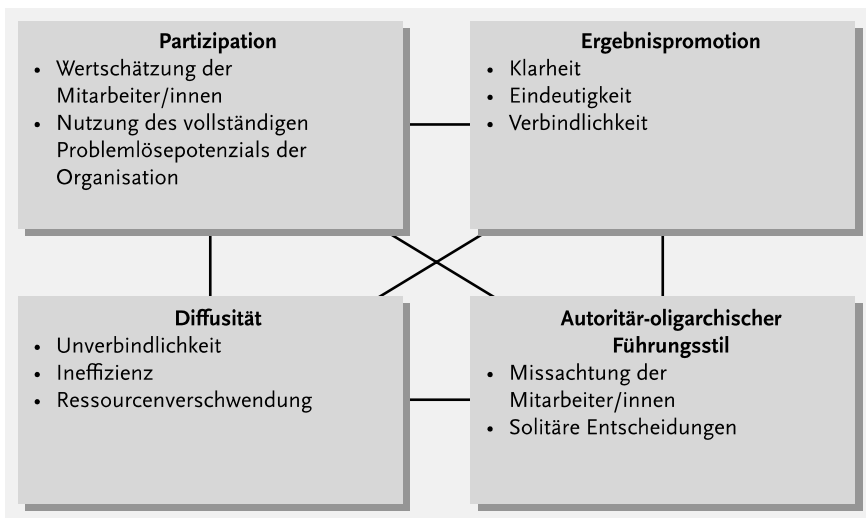 Partizipation
• Wertschätzung der
Mitarbeiter/innen
• Nutzung des vollständigen
Problemlösepotenzials der
Organisation
Ergebnispromotion
• Klarheit
• Eindeutigkeit
• Verbindlichkeit
Diffusität
• Unverbindlichkeit
• Ineffizienz
• Ressourcenverschwendung
Autoritär-oligarchischer
Führungsstil
• Missachtung der
Mitarbeiter/innen
• Solitäre Entscheidungen